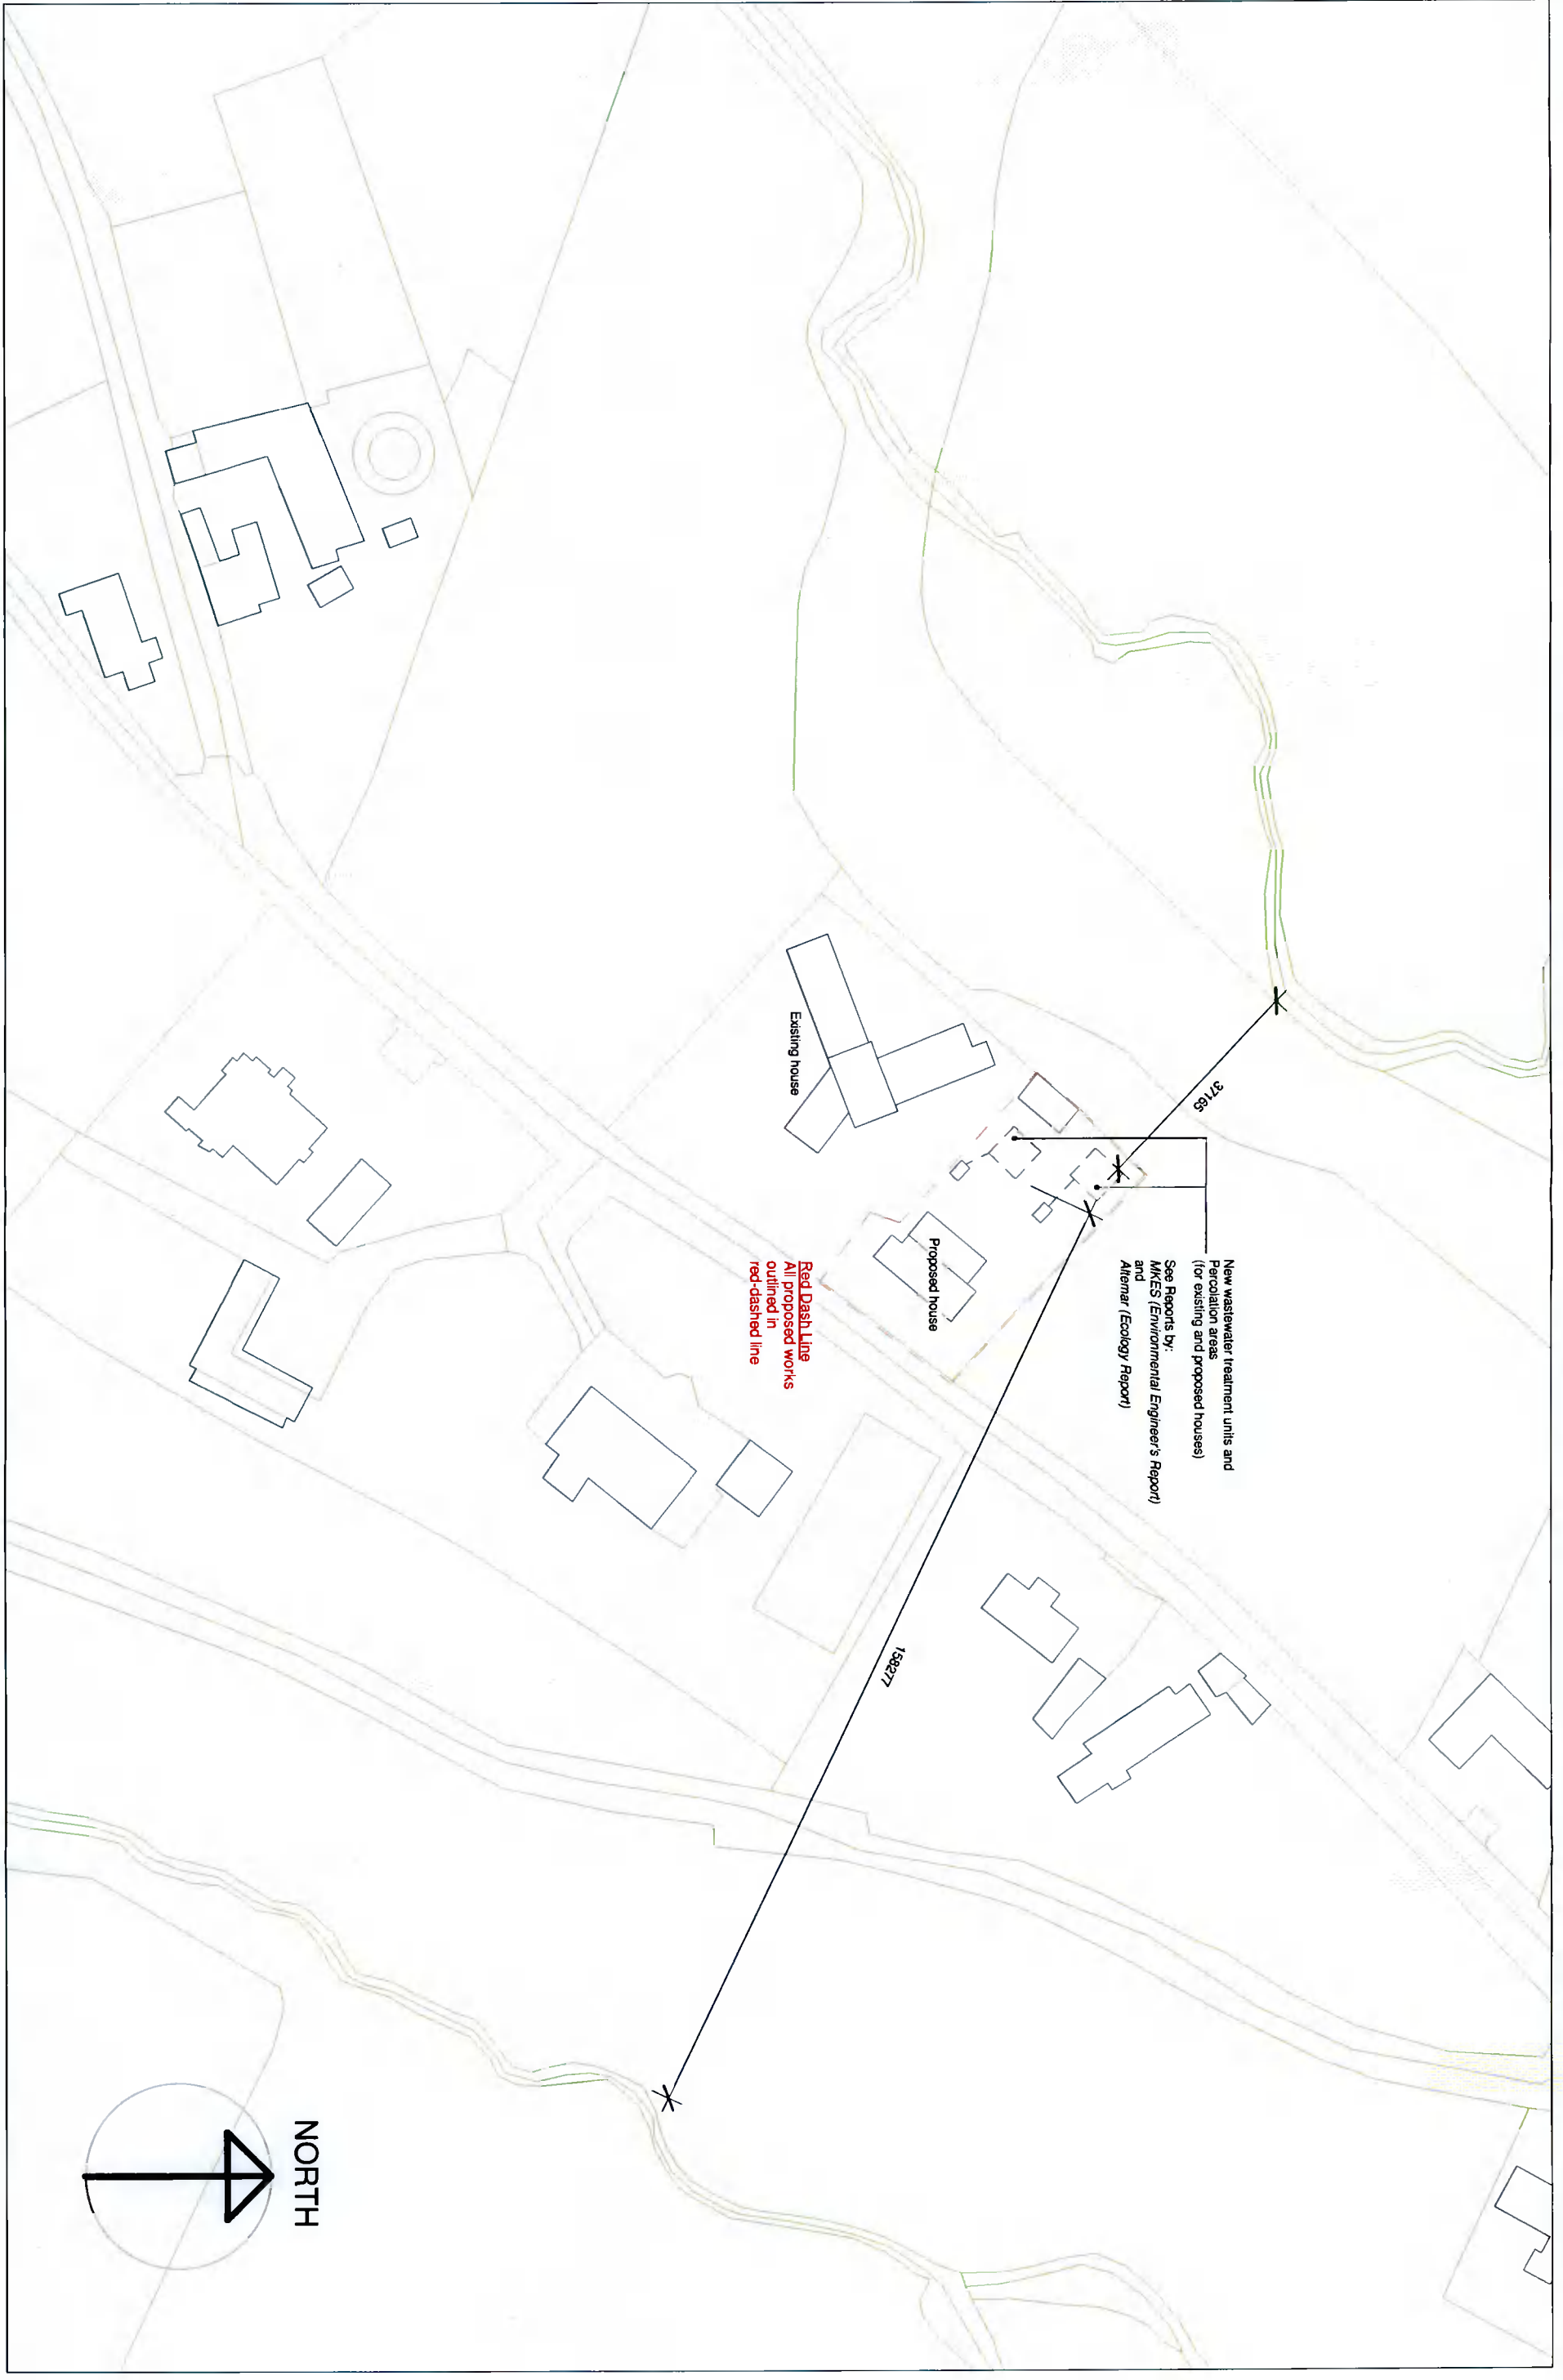 New wastewater treatment units and
Percolation areas
(for existing and proposed houses)
See Reports by:
MKES (Environmental Engineer's Report)
and
Altemar (Ecology Report)
37165
Existing house
Proposed house
Red Dash Line
All proposed works
outlined in
red-dashed line
158277
NORTH